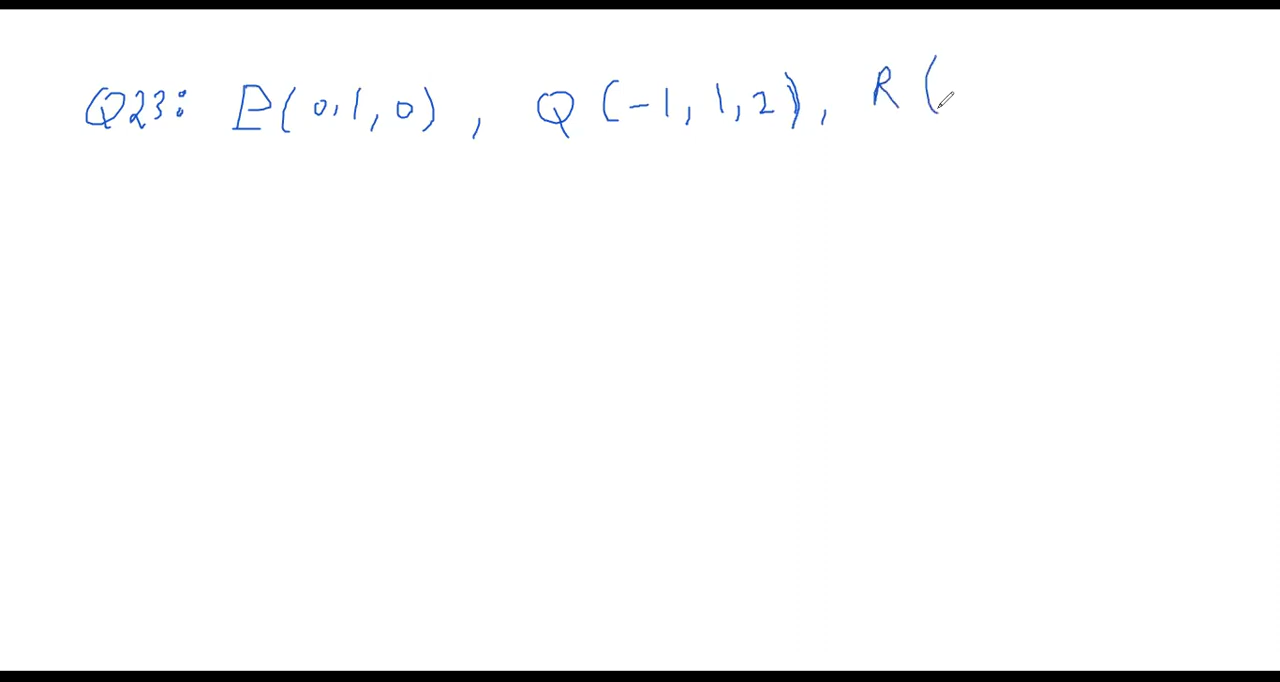 Q23: P(0,1,0), Q(-1,1,2), R(